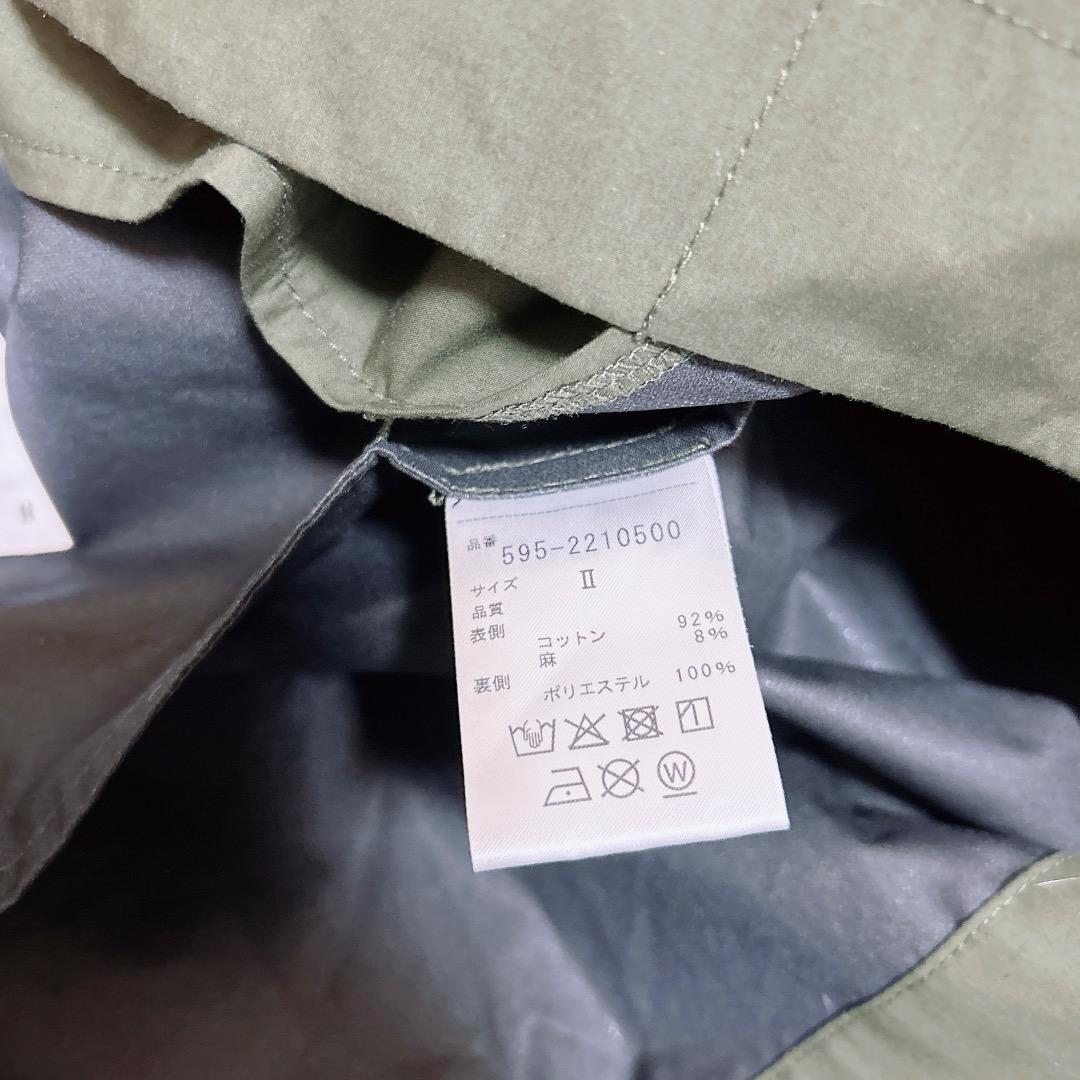 品番 595-2210500
サイズ Ⅱ
品質
表側 コットン 92%
麻 8%
裏側 ポリエステル 100%
W